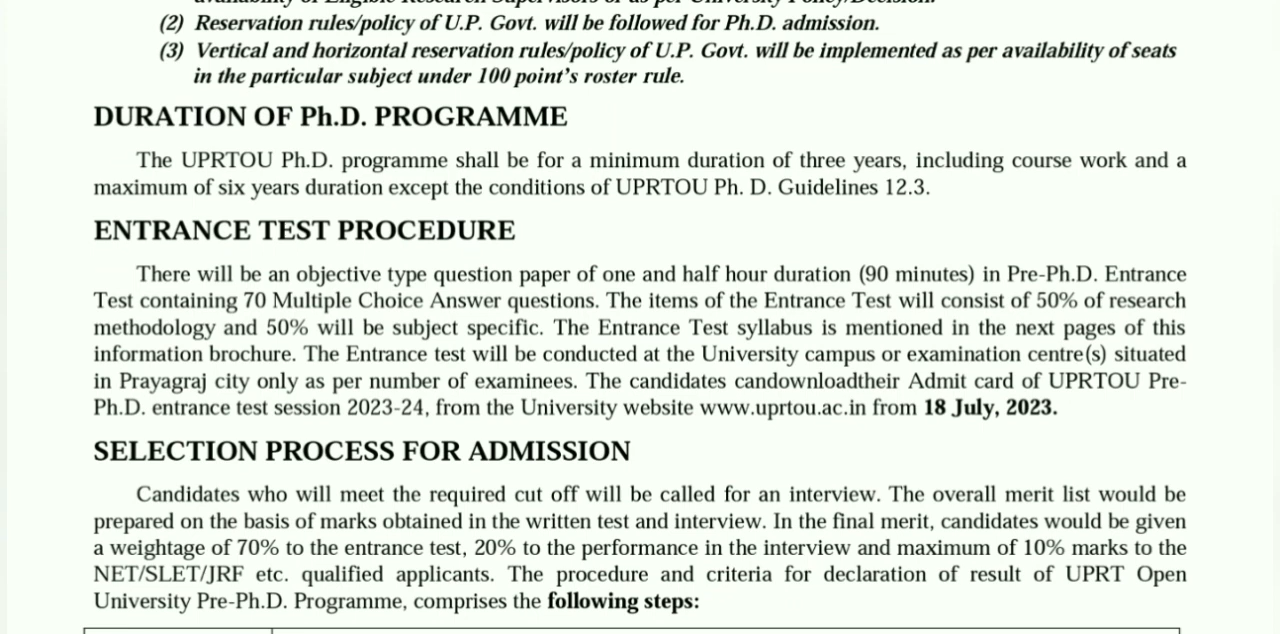 availability of Eligible Research Supervisors or as per University Policy/Decision.
(2) Reservation rules/policy of U.P. Govt. will be followed for Ph.D. admission.
(3) Vertical and horizontal reservation rules/policy of U.P. Govt. will be implemented as per availability of seats
in the particular subject under 100 point's roster rule.
DURATION OF Ph.D. PROGRAMME
The UPRTOU Ph.D. programme shall be for a minimum duration of three years, including course work and a
maximum of six years duration except the conditions of UPRTOU Ph. D. Guidelines 12.3.
ENTRANCE TEST PROCEDURE
There will be an objective type question paper of one and half hour duration (90 minutes) in Pre-Ph.D. Entrance
Test containing 70 Multiple Choice Answer questions. The items of the Entrance Test will consist of 50% of research
methodology and 50% will be subject specific. The Entrance Test syllabus is mentioned in the next pages of this
information brochure. The Entrance test will be conducted at the University campus or examination centre(s) situated
in Prayagraj city only as per number of examinees. The candidates candownloadtheir Admit card of UPRTOU Pre-
Ph.D. entrance test session 2023-24, from the University website www.uprtou.ac.in from 18 July, 2023.
SELECTION PROCESS FOR ADMISSION
Candidates who will meet the required cut off will be called for an interview. The overall merit list would be
prepared on the basis of marks obtained in the written test and interview. In the final merit, candidates would be given
a weightage of 70% to the entrance test, 20% to the performance in the interview and maximum of 10% marks to the
NET/SLET/JRF etc. qualified applicants. The procedure and criteria for declaration of result of UPRT Open
University Pre-Ph.D. Programme, comprises the following steps: